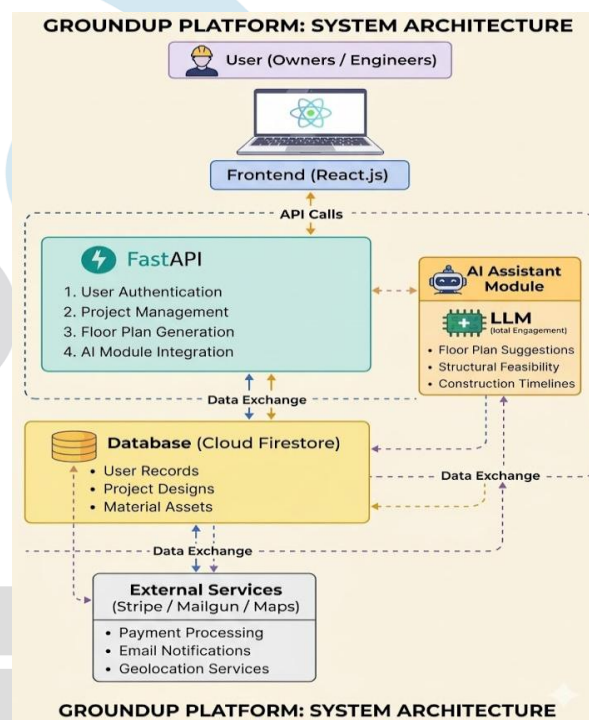 GROUNDUP PLATFORM: SYSTEM ARCHITECTURE
User (Owners / Engineers)
Frontend (React.js)
API Calls
FastAPI
1. User Authentication
2. Project Management
3. Floor Plan Generation
4. AI Module Integration
AI Assistant
Module
LLM
(Iotal Engagement)
• Floor Plan Suggestions
• Structural Feasibility
• Construction Timelines
Data Exchange
Database (Cloud Firestore)
• User Records
• Project Designs
• Material Assets
Data Exchange
Data Exchange
External Services
(Stripe / Mailgun / Maps)
• Payment Processing
• Email Notifications
• Geolocation Services
GROUNDUP PLATFORM: SYSTEM ARCHITECTURE